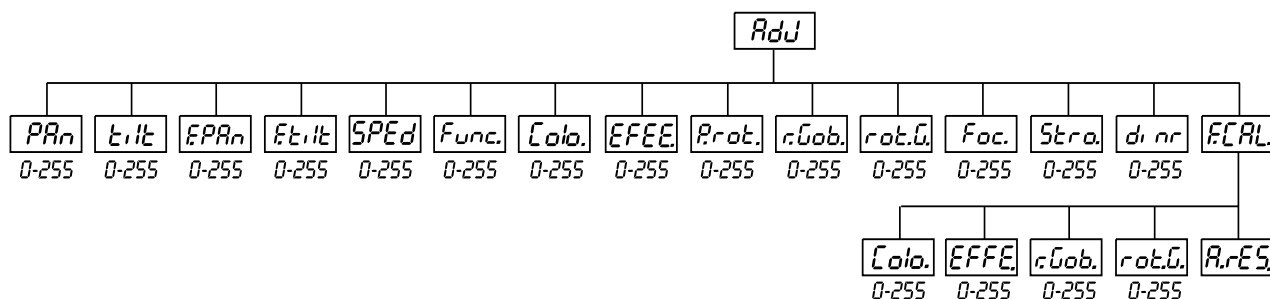 AdJ
PAn tilt F.PAn F.tilt SPEd Func. Colo. EFEE. P.rot. r.Gob. rot.G. Foc. Stro. di nr F.CAL.
0-255 0-255 0-255 0-255 0-255 0-255 0-255 0-255 0-255 0-255 0-255 0-255 0-255 0-255
Colo. EFFE. r.Gob. rot.G. A.rES.
0-255 0-255 0-255 0-255